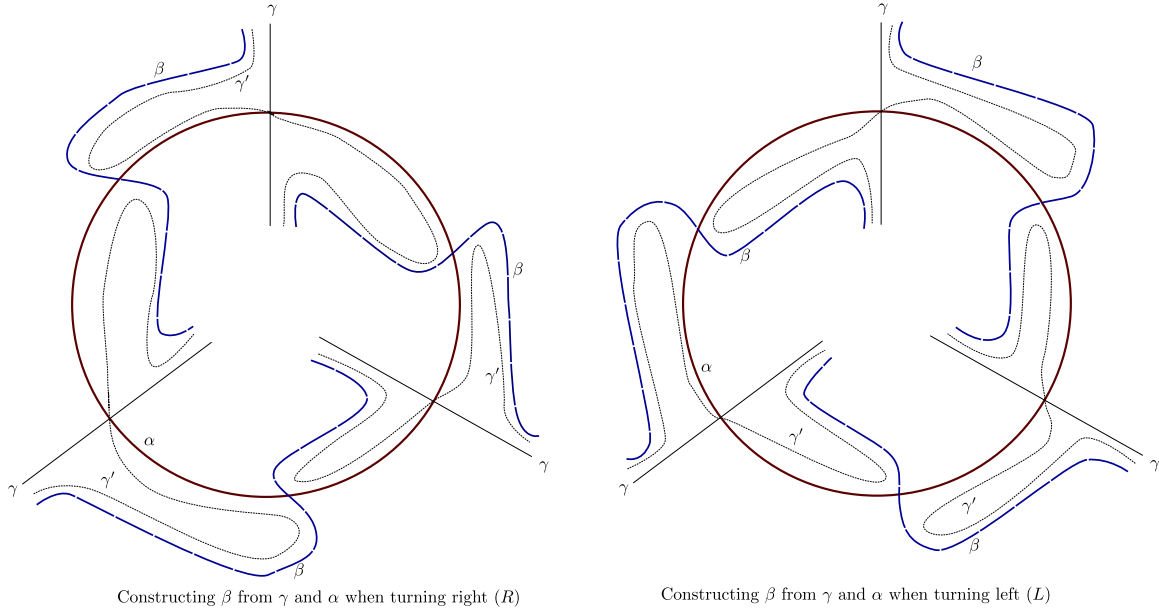 γ
γ
β
β
γ′
β
β
γ′
α
α
γ′
γ
γ′
γ
γ
γ′
γ
γ′
β
β
Constructing β from γ and α when turning right (R)
Constructing β from γ and α when turning left (L)